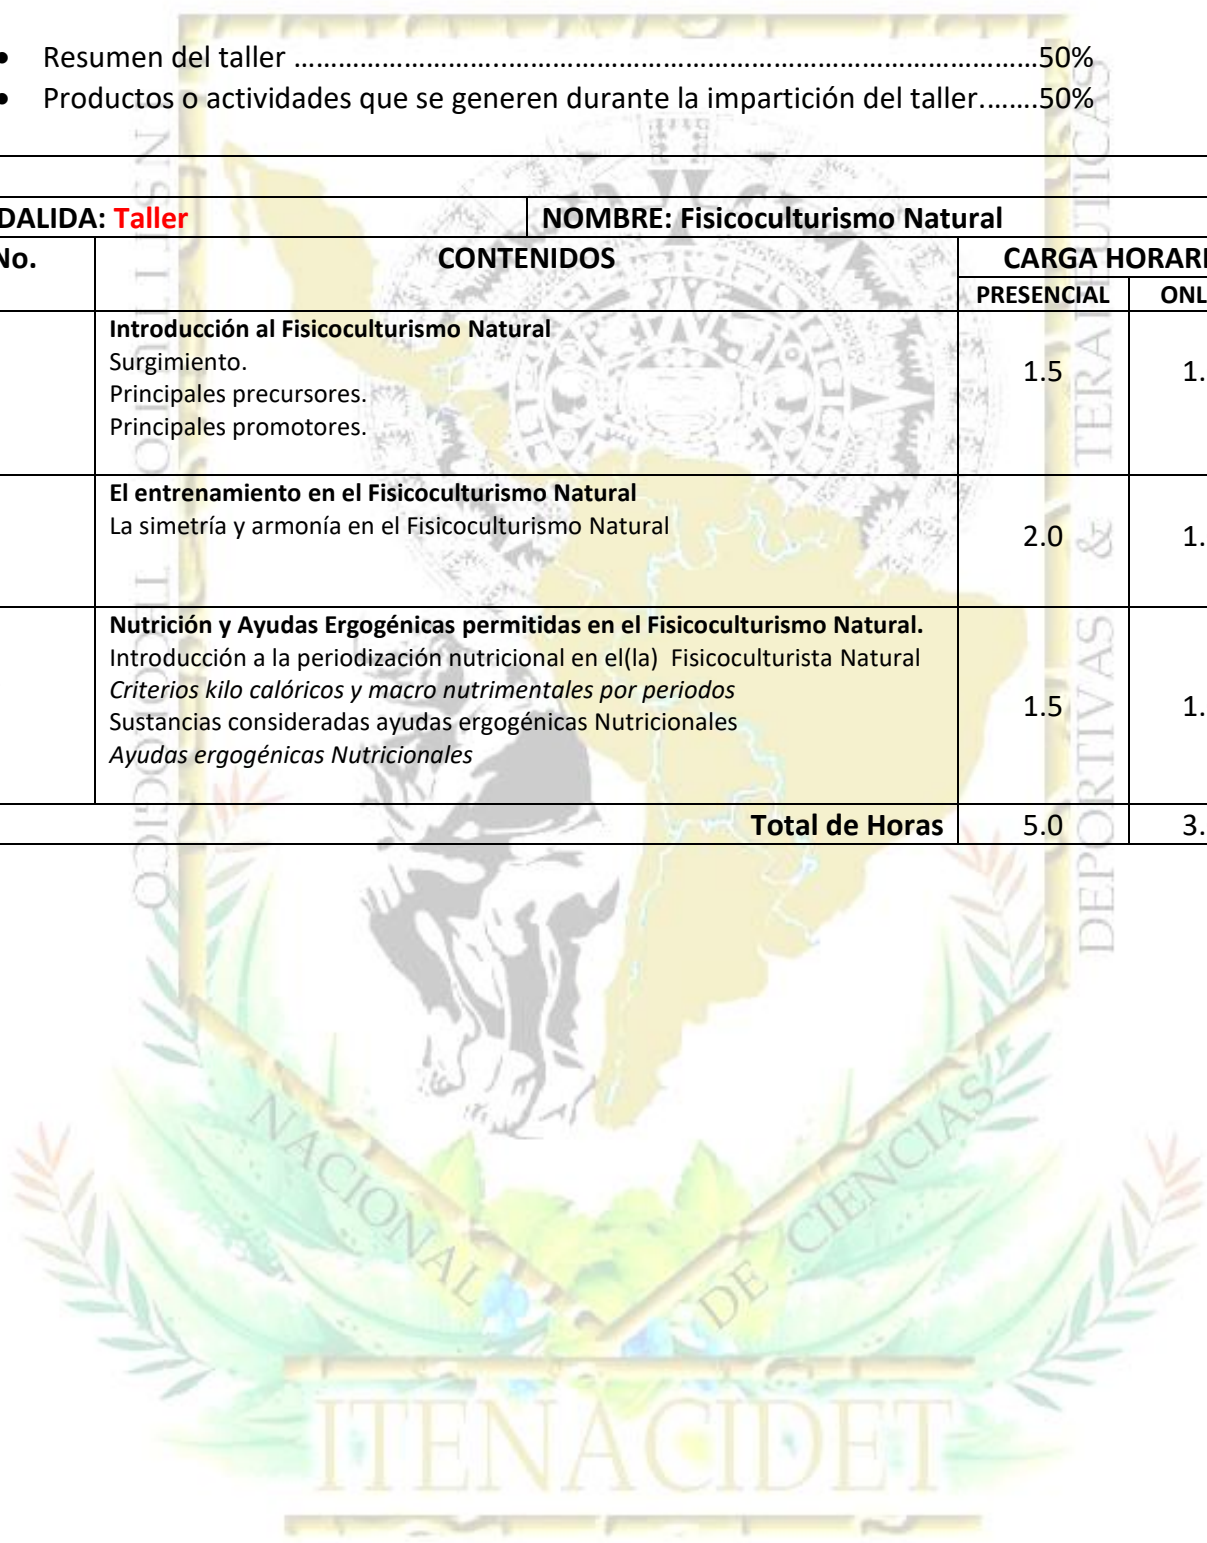 • Resumen del taller ……………………….………………………………………………………50%
• Productos o actividades que se generen durante la impartición del taller.…….50%
DALIDA: Taller NOMBRE: Fisicoculturismo Natural
No. CONTENIDOS CARGA HORARI
PRESENCIAL ONL
Introducción al Fisicoculturismo Natural
Surgimiento.
Principales precursores.
Principales promotores.
1.5 1.
El entrenamiento en el Fisicoculturismo Natural
La simetría y armonía en el Fisicoculturismo Natural
2.0 1.
Nutrición y Ayudas Ergogénicas permitidas en el Fisicoculturismo Natural.
Introducción a la periodización nutricional en el(la) Fisicoculturista Natural
Criterios kilo calóricos y macro nutrimentales por periodos
Sustancias consideradas ayudas ergogénicas Nutricionales
Ayudas ergogénicas Nutricionales
1.5 1.
Total de Horas 5.0 3.
INSTITUTO TECNOLOGICO
NACIONAL DE CIENCIAS
DEPORTIVAS & TERAPEUTICAS
ITENACIDET